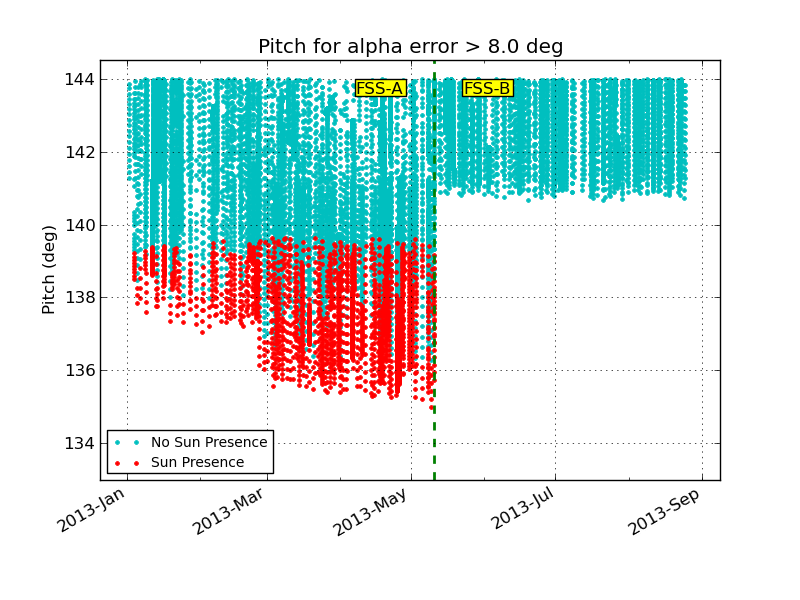 Pitch for alpha error > 8.0 deg
FSS-A
FSS-B
144
142
140
138
136
134
Pitch (deg)
No Sun Presence
Sun Presence
2013-Jan
2013-Mar
2013-May
2013-Jul
2013-Sep